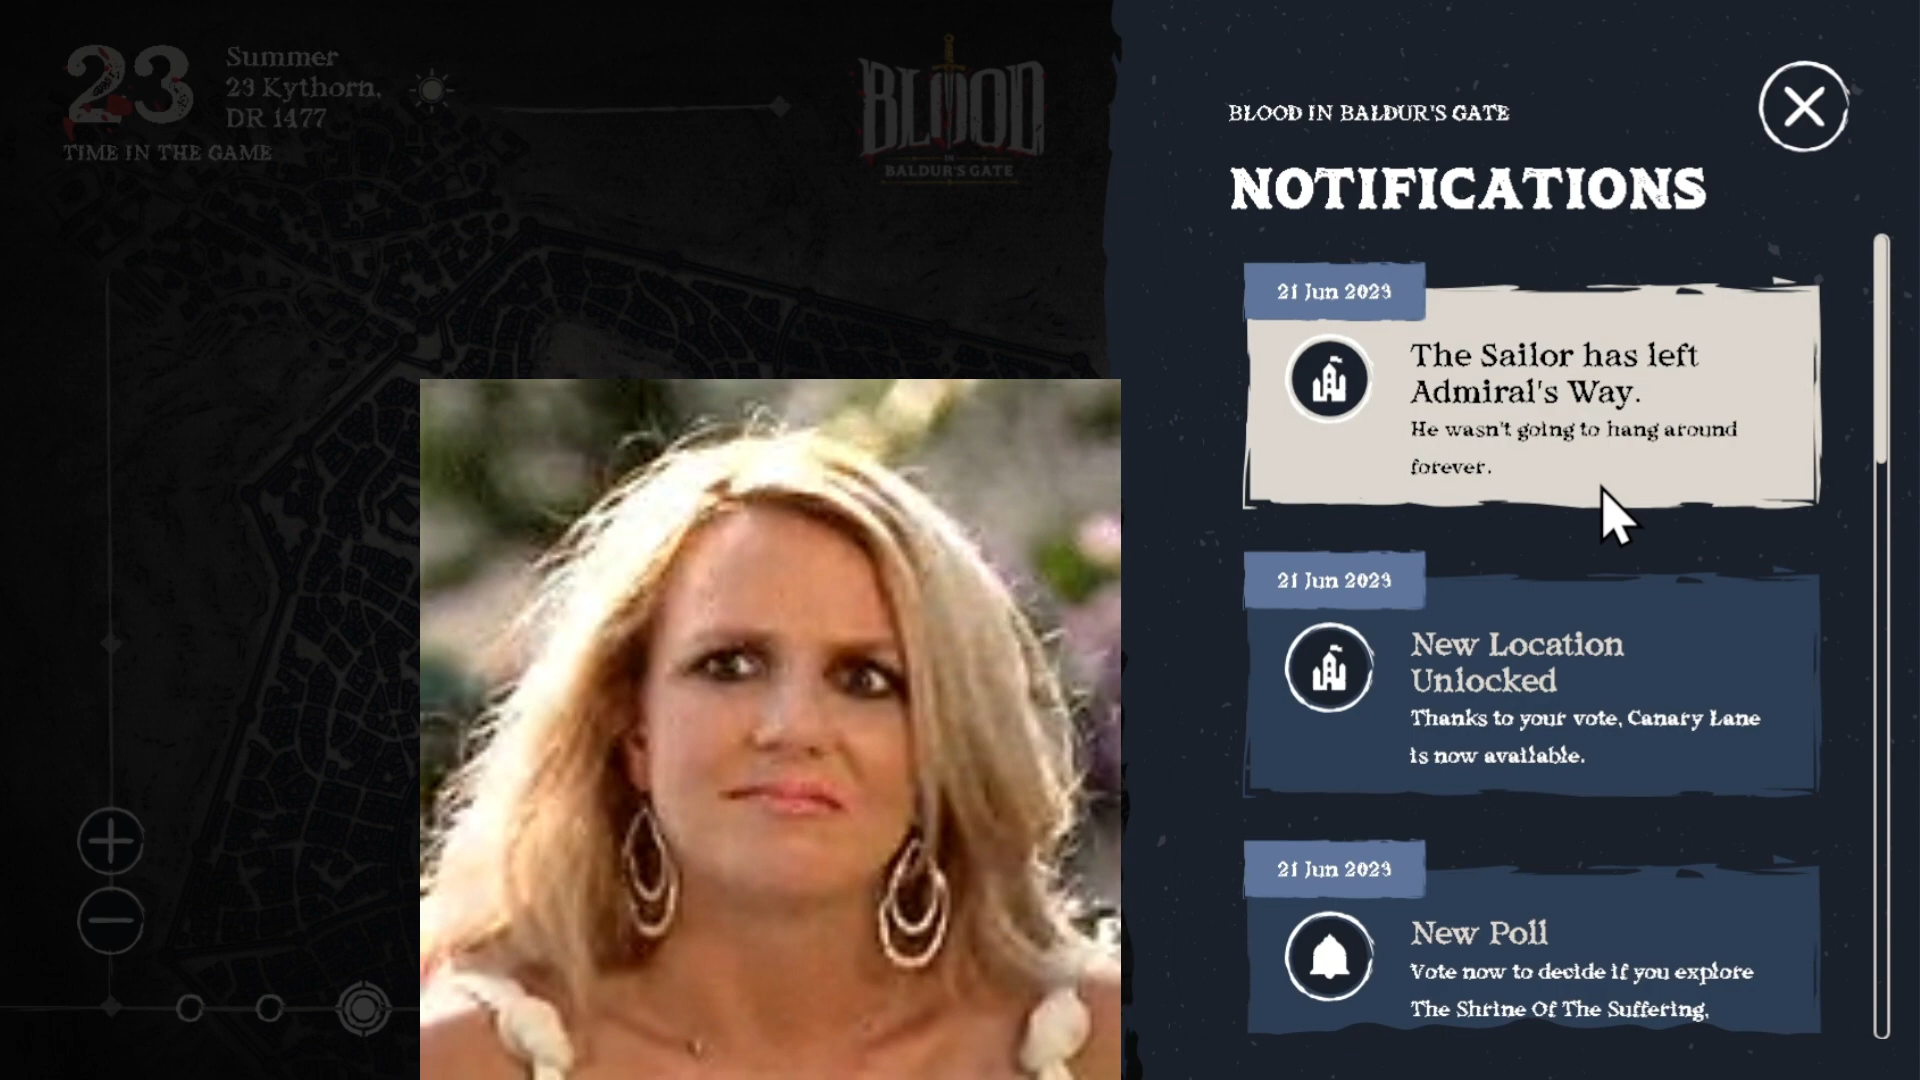 23
Summer
23 Kythorn,
DR 1477
TIME IN THE GAME
BLOOD
IN
BALDUR'S GATE
BLOOD IN BALDUR'S GATE
NOTIFICATIONS
21 Jun 2023
The Sailor has left
Admiral's Way.
He wasn't going to hang around
forever.
21 Jun 2023
New Location
Unlocked
Thanks to your vote, Canary Lane
is now available.
21 Jun 2023
New Poll
Vote now to decide if you explore
The Shrine Of The Suffering,